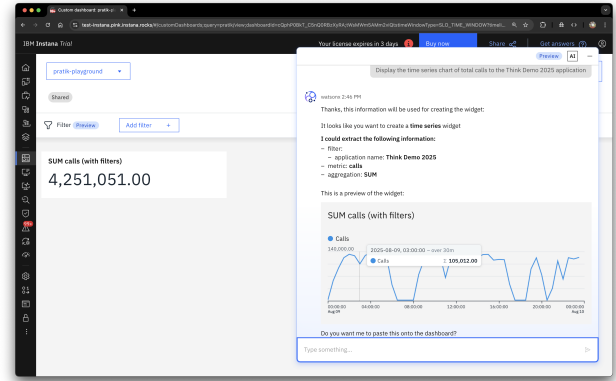 Custom dashboard: pratik-pl
test-instana.pink.instana.rocks
IBM Instana Trial
Your license expires in 3 days
Buy now
Share
Get answers
pratik-playground
Shared
Filter Preview
Add filter +
SUM calls (with filters)
4,251,051.00
Preview AI
Display the time series chart of total calls to the Think Demo 2025 application
watsonx 2:46 PM
Thanks, this information will be used for creating the widget:
It looks like you want to create a time series widget
I could extract the following information:
– filter:
– application name: Think Demo 2025
– metric: calls
– aggregation: SUM
This is a preview of the widget:
SUM calls (with filters)
Calls
140,000.00
2025-08-09, 03:00:00 – over 30m
Calls Σ 105,012.00
00:00:00 04:00:00 08:00:00 12:00:00 16:00:00 20:00:00 00:00:00
Aug 09 Aug 10
Do you want me to paste this onto the dashboard?
Type something...